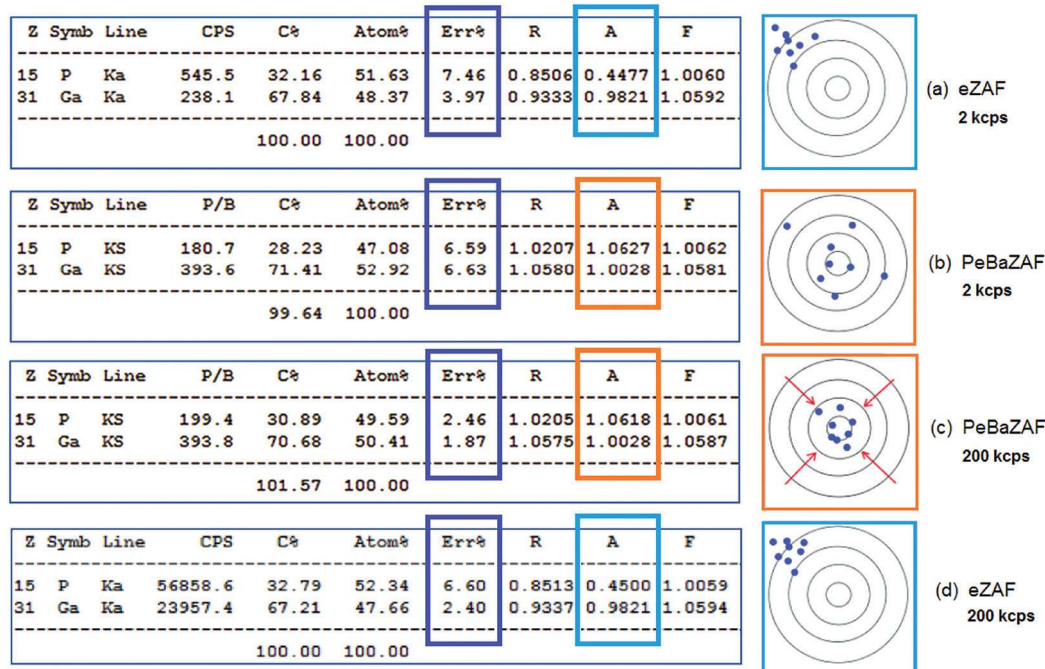 Z Symb Line CPS C% Atom% Err% R A F
15 P Ka 545.5 32.16 51.63 7.46 0.8506 0.4477 1.0060
31 Ga Ka 238.1 67.84 48.37 3.97 0.9333 0.9821 1.0592
100.00 100.00
(a) eZAF
2 kcps
Z Symb Line P/B C% Atom% Err% R A F
15 P KS 180.7 28.23 47.08 6.59 1.0207 1.0627 1.0062
31 Ga KS 393.6 71.41 52.92 6.63 1.0580 1.0028 1.0581
99.64 100.00
(b) PeBaZAF
2 kcps
Z Symb Line P/B C% Atom% Err% R A F
15 P KS 199.4 30.89 49.59 2.46 1.0205 1.0618 1.0061
31 Ga KS 393.8 70.68 50.41 1.87 1.0575 1.0028 1.0587
101.57 100.00
(c) PeBaZAF
200 kcps
Z Symb Line CPS C% Atom% Err% R A F
15 P Ka 56858.6 32.79 52.34 6.60 0.8513 0.4500 1.0059
31 Ga Ka 23957.4 67.21 47.66 2.40 0.9337 0.9821 1.0594
100.00 100.00
(d) eZAF
200 kcps